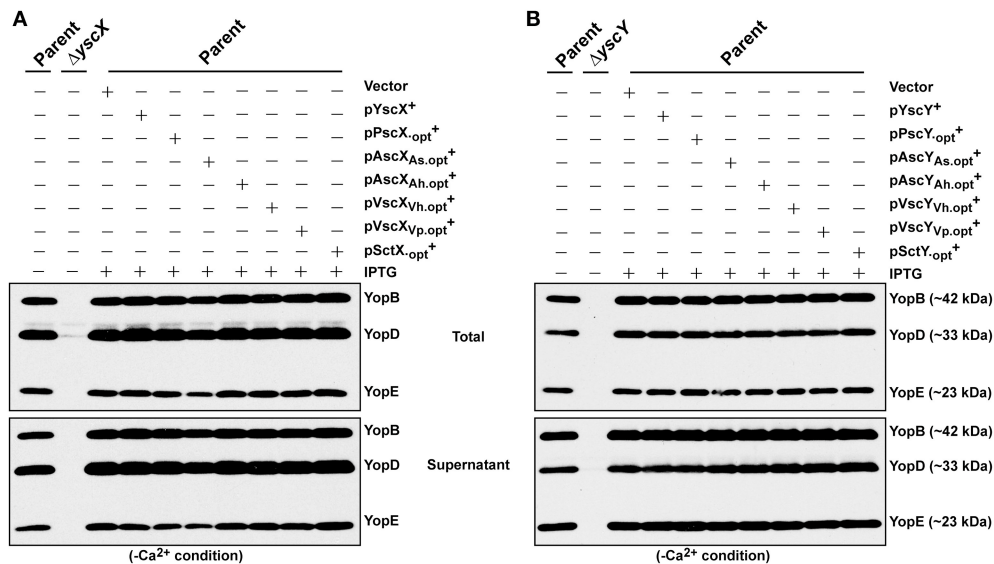 A
Parent
ΔyscX
Parent
– – – – – – – – – –
Vector – – + – – – – – – –
pYscX+ – – – + – – – – – –
pPscX.opt+ – – – – + – – – – –
pAscXAs.opt+ – – – – – + – – – –
pAscXAh.opt+ – – – – – – + – – –
pVscXVh.opt+ – – – – – – – + – –
pVscXVp.opt+ – – – – – – – – + –
pSctX.opt+ – – – – – – – – – +
IPTG – – + + + + + + + +
YopB
YopD
YopE
Total
YopB
YopD
YopE
Supernatant
(-Ca2+ condition)
B
Parent
ΔyscY
Parent
Vector – – + – – – – – – –
pYscY+ – – – + – – – – – –
pPscY.opt+ – – – – + – – – – –
pAscYAs.opt+ – – – – – + – – – –
pAscYAh.opt+ – – – – – – + – – –
pVscYVh.opt+ – – – – – – – + – –
pVscYVp.opt+ – – – – – – – – + –
pSctY.opt+ – – – – – – – – – +
IPTG – – + + + + + + + +
YopB (~42 kDa)
YopD (~33 kDa)
YopE (~23 kDa)
YopB (~42 kDa)
YopD (~33 kDa)
YopE (~23 kDa)
(-Ca2+ condition)